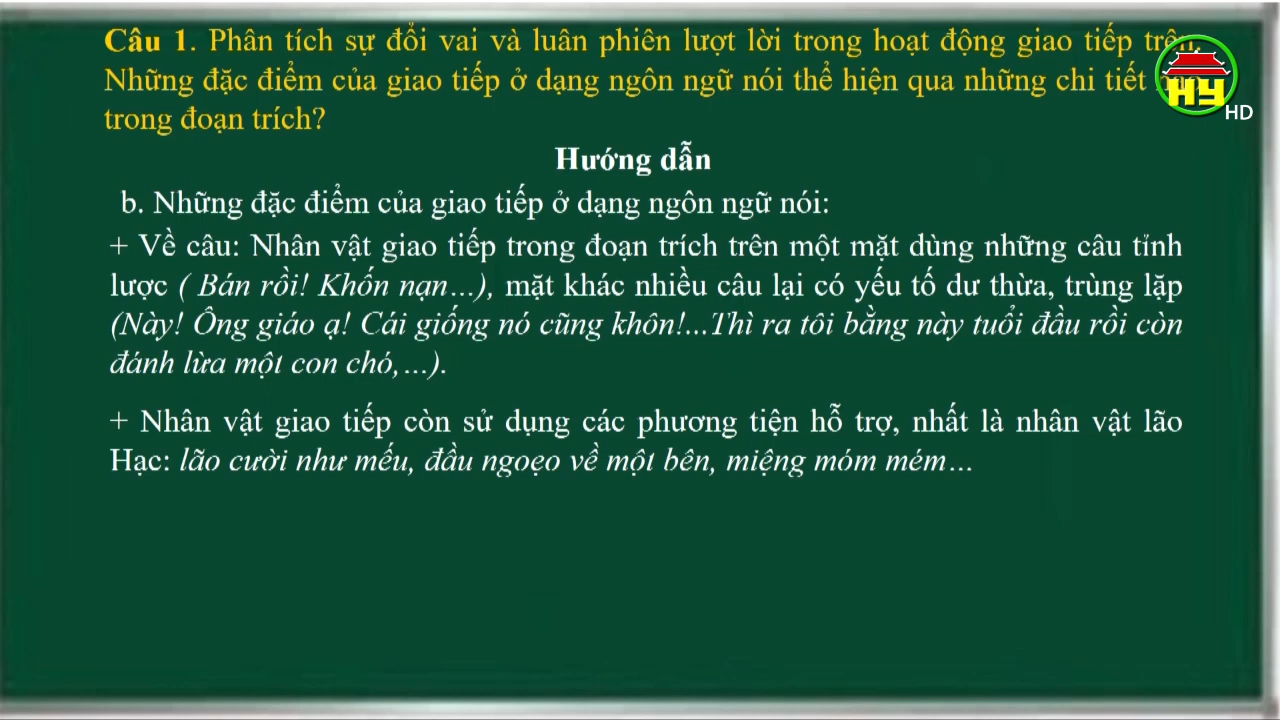 Câu 1. Phân tích sự đổi vai và luân phiên lượt lời trong hoạt động giao tiếp trên.
Những đặc điểm của giao tiếp ở dạng ngôn ngữ nói thể hiện qua những chi tiết
trong đoạn trích?
HY
HD
Hướng dẫn
b. Những đặc điểm của giao tiếp ở dạng ngôn ngữ nói:
+ Về câu: Nhân vật giao tiếp trong đoạn trích trên một mặt dùng những câu tỉnh
lược ( Bán rồi! Khốn nạn…), mặt khác nhiều câu lại có yếu tố dư thừa, trùng lặp
(Này! Ông giáo ạ! Cái giống nó cũng khôn!...Thì ra tôi bằng này tuổi đầu rồi còn
đánh lừa một con chó,…).
+ Nhân vật giao tiếp còn sử dụng các phương tiện hỗ trợ, nhất là nhân vật lão
Hạc: lão cười như mếu, đầu ngoẹo về một bên, miệng móm mém…